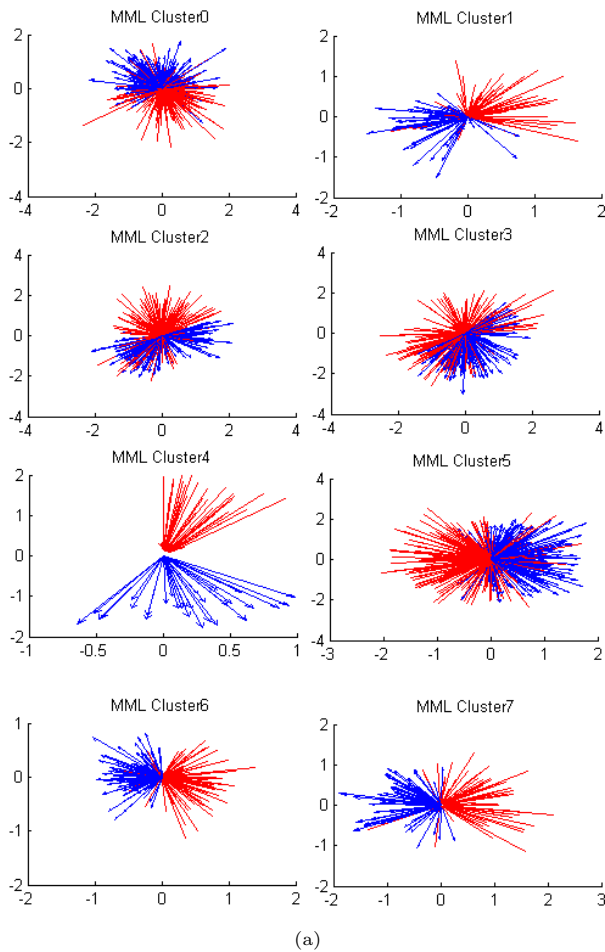 MML Cluster0
2
0
-2
-4
-4 -2 0 2 4
MML Cluster1
2
1
0
-1
-2
-2 -1 0 1 2
MML Cluster2
4
2
0
-2
-4
-4 -2 0 2 4
MML Cluster3
4
2
0
-2
-4
-4 -2 0 2 4
MML Cluster4
2
1
0
-1
-2
-1 -0.5 0 0.5 1
MML Cluster5
4
2
0
-2
-4
-3 -2 -1 0 1 2
MML Cluster6
1
0
-1
-2
-2 -1 0 1 2
MML Cluster7
2
1
0
-1
-2
-2 -1 0 1 2 3
(a)